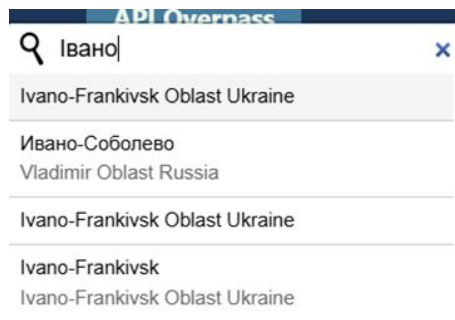 API Overpass
Івано
Ivano-Frankivsk Oblast Ukraine
Ивано-Соболево
Vladimir Oblast Russia
Ivano-Frankivsk Oblast Ukraine
Ivano-Frankivsk
Ivano-Frankivsk Oblast Ukraine